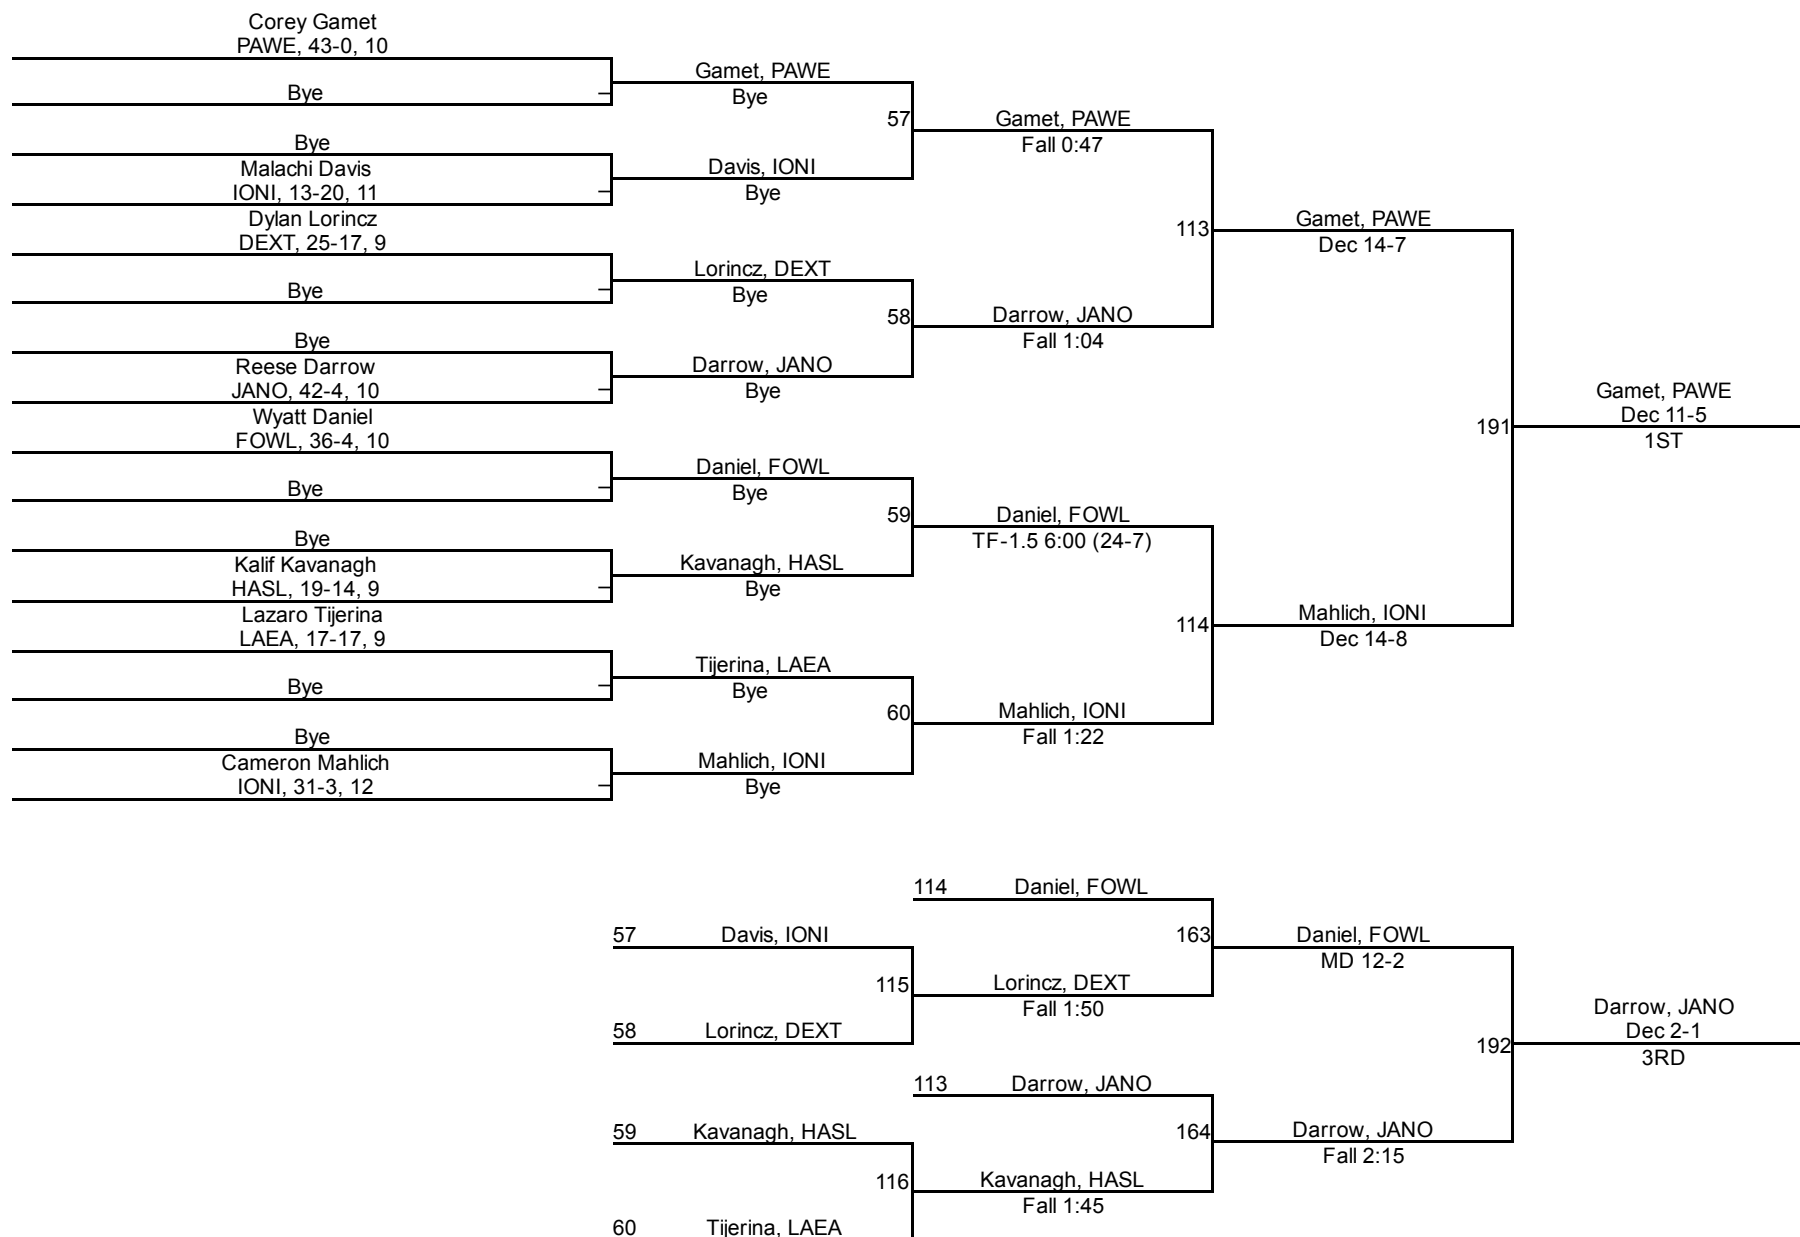 Corey Gamet
PAWE, 43-0, 10
Bye
Bye
Malachi Davis
IONI, 13-20, 11
Dylan Lorincz
DEXT, 25-17, 9
Bye
Bye
Reese Darrow
JANO, 42-4, 10
Wyatt Daniel
FOWL, 36-4, 10
Bye
Bye
Kalif Kavanagh
HASL, 19-14, 9
Lazaro Tijerina
LAEA, 17-17, 9
Bye
Bye
Cameron Mahlich
IONI, 31-3, 12
Gamet, PAWE
Bye
57
Davis, IONI
Bye
Lorincz, DEXT
Bye
58
Darrow, JANO
Bye
Daniel, FOWL
Bye
59
Kavanagh, HASL
Bye
Tijerina, LAEA
Bye
60
Mahlich, IONI
Bye
Gamet, PAWE
Fall 0:47
113
Darrow, JANO
Fall 1:04
Daniel, FOWL
TF-1.5 6:00 (24-7)
114
Mahlich, IONI
Fall 1:22
Gamet, PAWE
Dec 14-7
191
Mahlich, IONI
Dec 14-8
Gamet, PAWE
Dec 11-5
1ST
114 Daniel, FOWL
57 Davis, IONI
115
58 Lorincz, DEXT
Lorincz, DEXT
Fall 1:50
163
Daniel, FOWL
MD 12-2
113 Darrow, JANO
59 Kavanagh, HASL
116
60 Tijerina, LAEA
Kavanagh, HASL
Fall 1:45
164
Darrow, JANO
Fall 2:15
192
Darrow, JANO
Dec 2-1
3RD